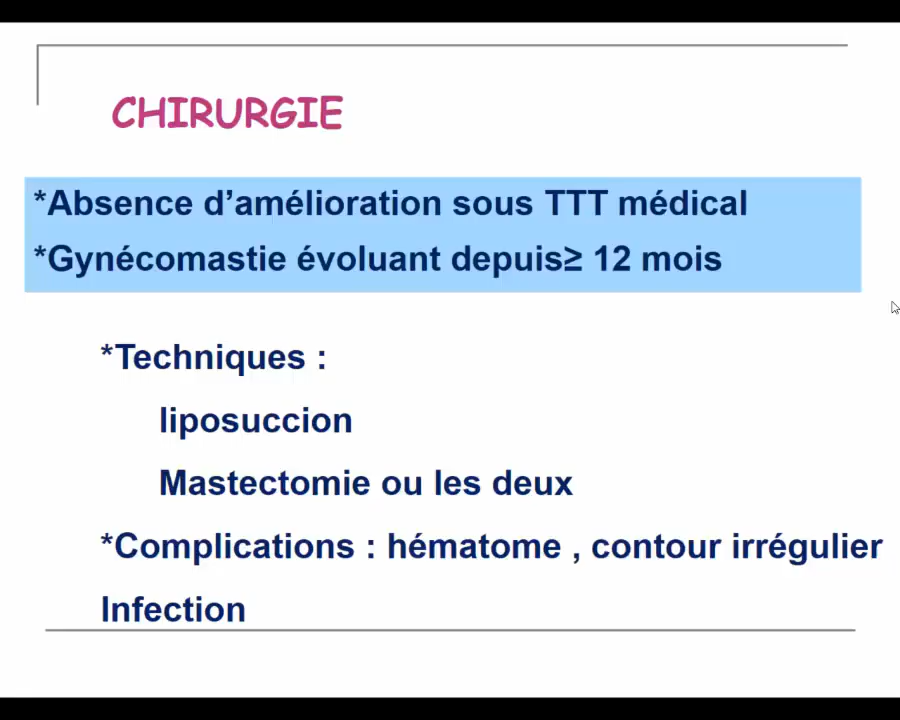 CHIRURGIE
*Absence d’amélioration sous TTT médical
*Gynécomastie évoluant depuis≥ 12 mois
*Techniques :
liposuccion
Mastectomie ou les deux
*Complications : hématome , contour irrégulier
Infection